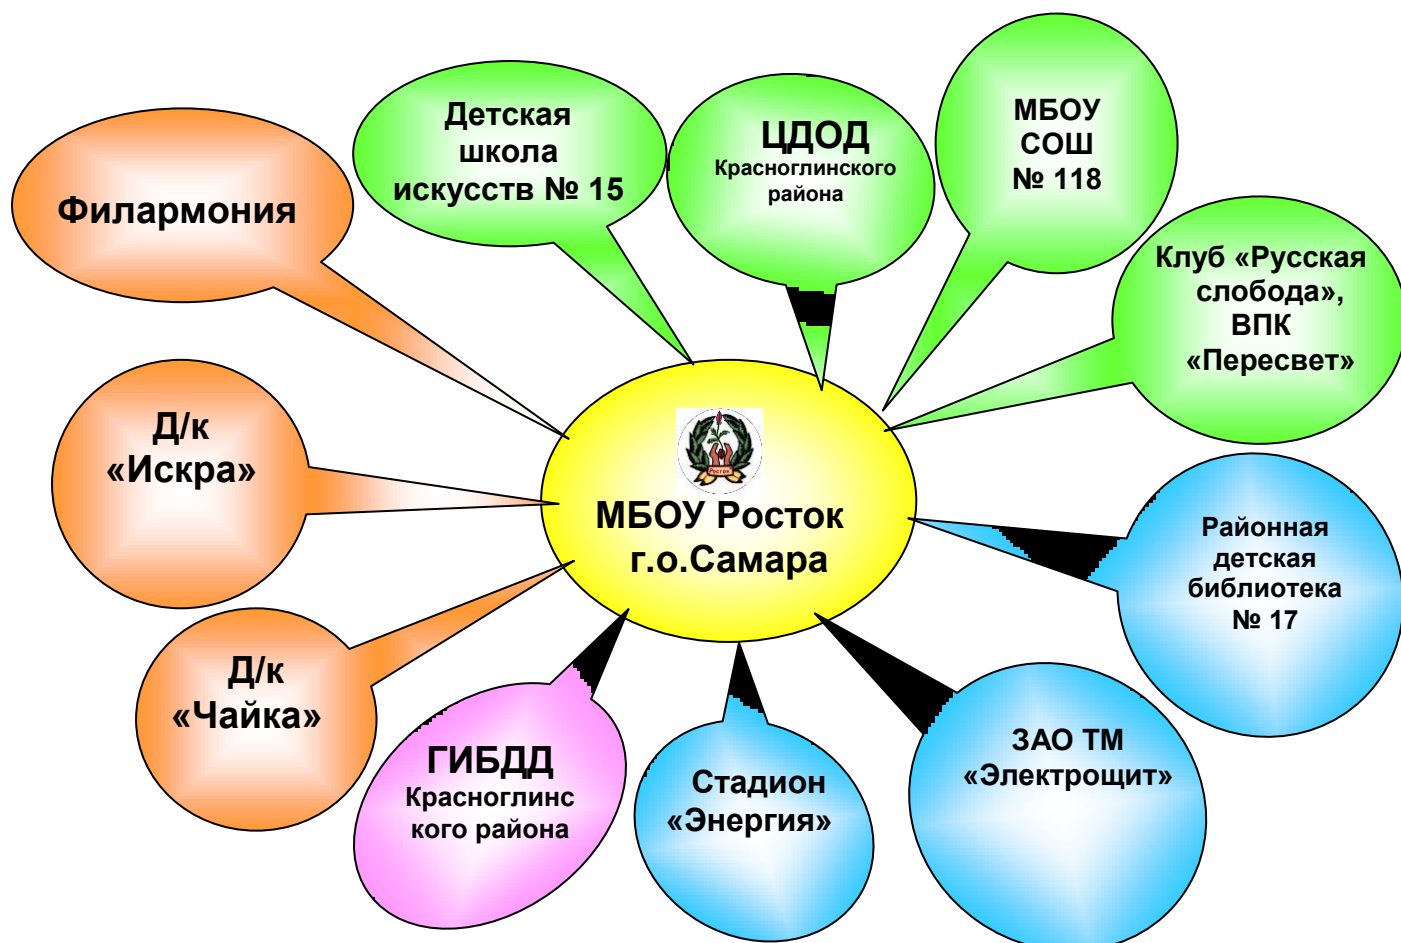 Филармония
Детская
школа
искусств № 15
ЦДОД
Красноглинского
района
МБОУ
СОШ
№ 118
Клуб «Русская
слобода»,
ВПК
«Пересвет»
Д/к
«Искра»
Росток
МБОУ Росток
г.о.Самара
Районная
детская
библиотека
№ 17
Д/к
«Чайка»
ГИБДД
Красноглинс
кого района
Стадион
«Энергия»
ЗАО ТМ
«Электрощит»